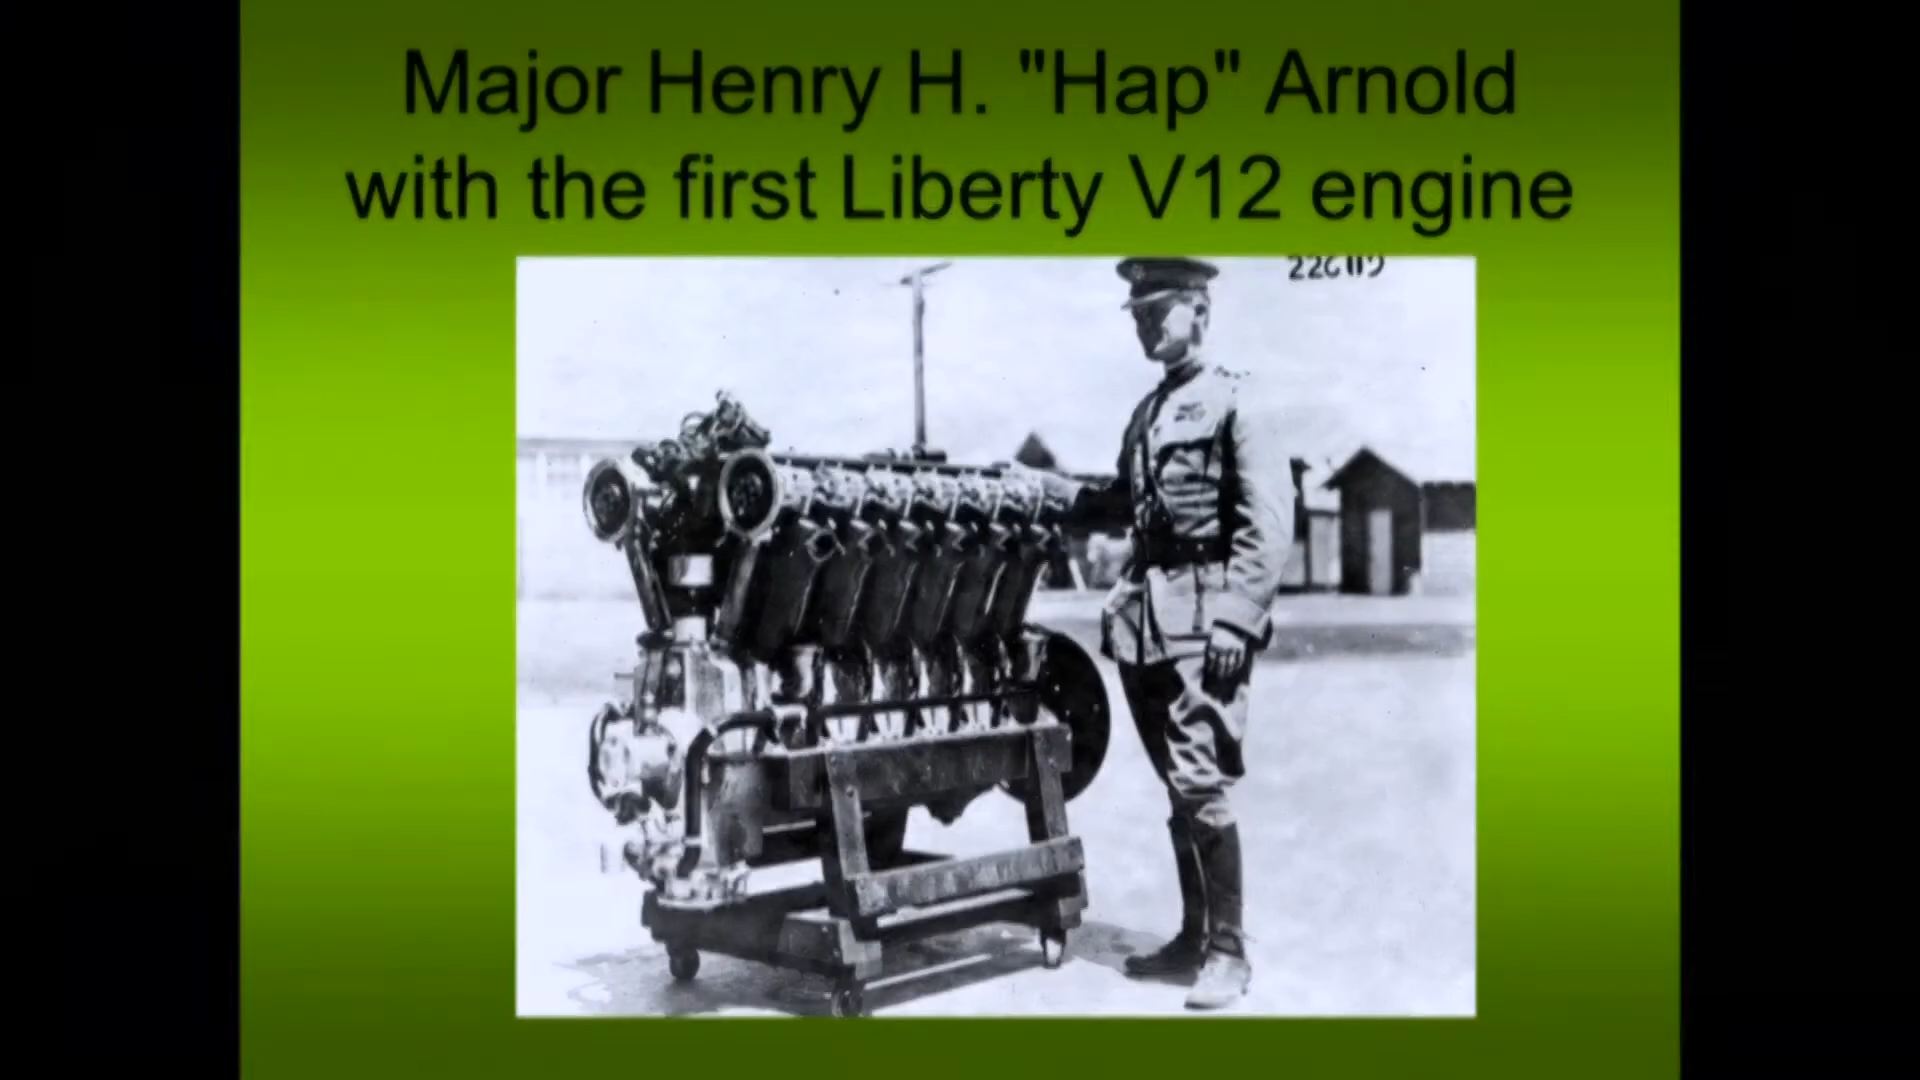 Major Henry H. "Hap" Arnold
with the first Liberty V12 engine